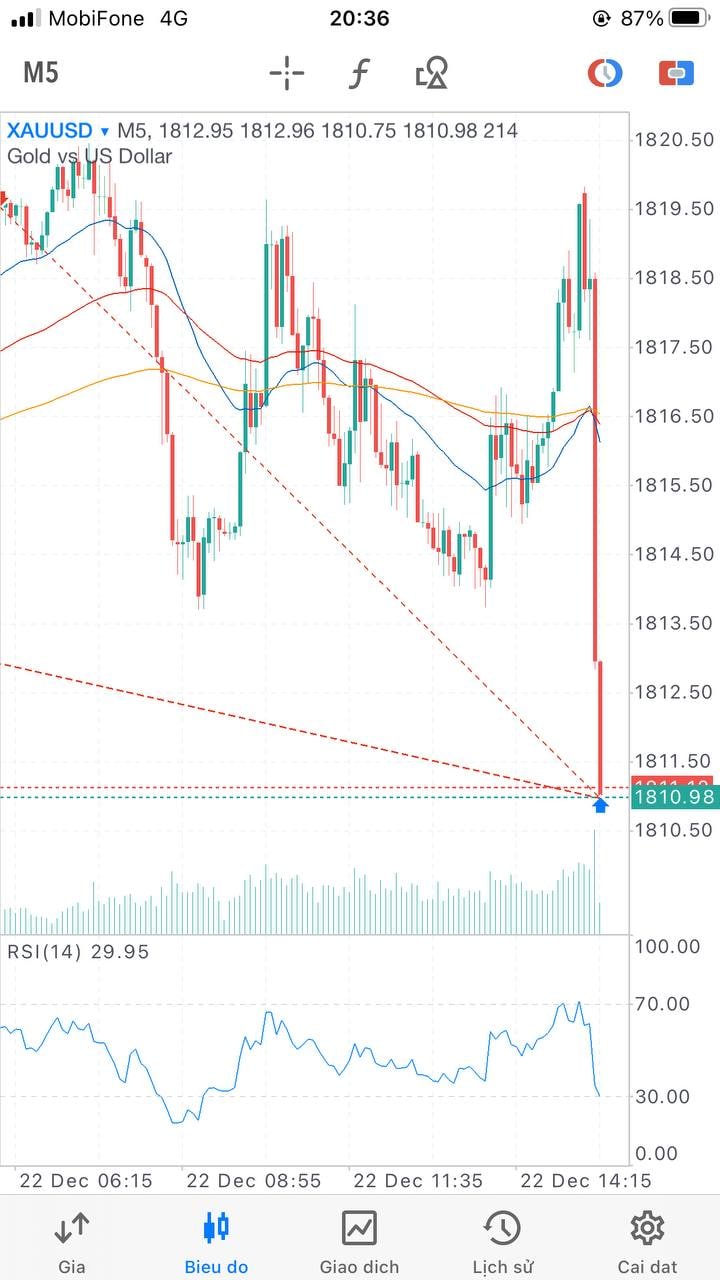 MobiFone 4G 20:36 87%
M5
XAUUSD ▼ M5, 1812.95 1812.96 1810.75 1810.98 214
Gold vs US Dollar
1820.50
1819.50
1818.50
1817.50
1816.50
1815.50
1814.50
1813.50
1812.50
1811.50
1810.98
1810.50
RSI(14) 29.95
100.00
70.00
30.00
0.00
22 Dec 06:15 22 Dec 08:55 22 Dec 11:35 22 Dec 14:15
Gia Bieu do Giao dich Lịch sử Cai dat